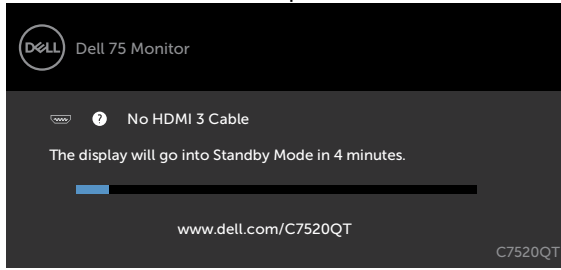 DELL
Dell 75 Monitor
? No HDMI 3 Cable
The display will go into Standby Mode in 4 minutes.
www.dell.com/C7520QT
C7520QT